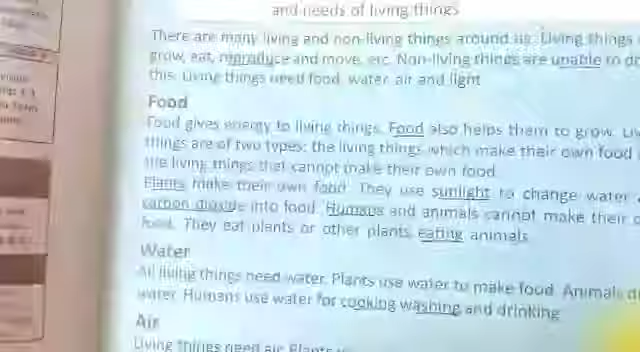 and needs of living things
There are many living and non-living things around us. Living things
grow, eat, reproduce and move, etc. Non-living things are unable to do
this. Living things need food, water, air and light
Food
Food gives energy to living things. Food also helps them to grow.
things are of two types: the living things which make their own food
the living things that cannot make their own food.
Plants make their own food. They use sunlight to change water
carbon dioxide into food. Humans and animals cannot make their
food. They eat plants or other plants eating animals
Water
All living things need water. Plants use water to make food. Animals
water. Humans use water for cooking washing and drinking
Air
Living things need air. Plants